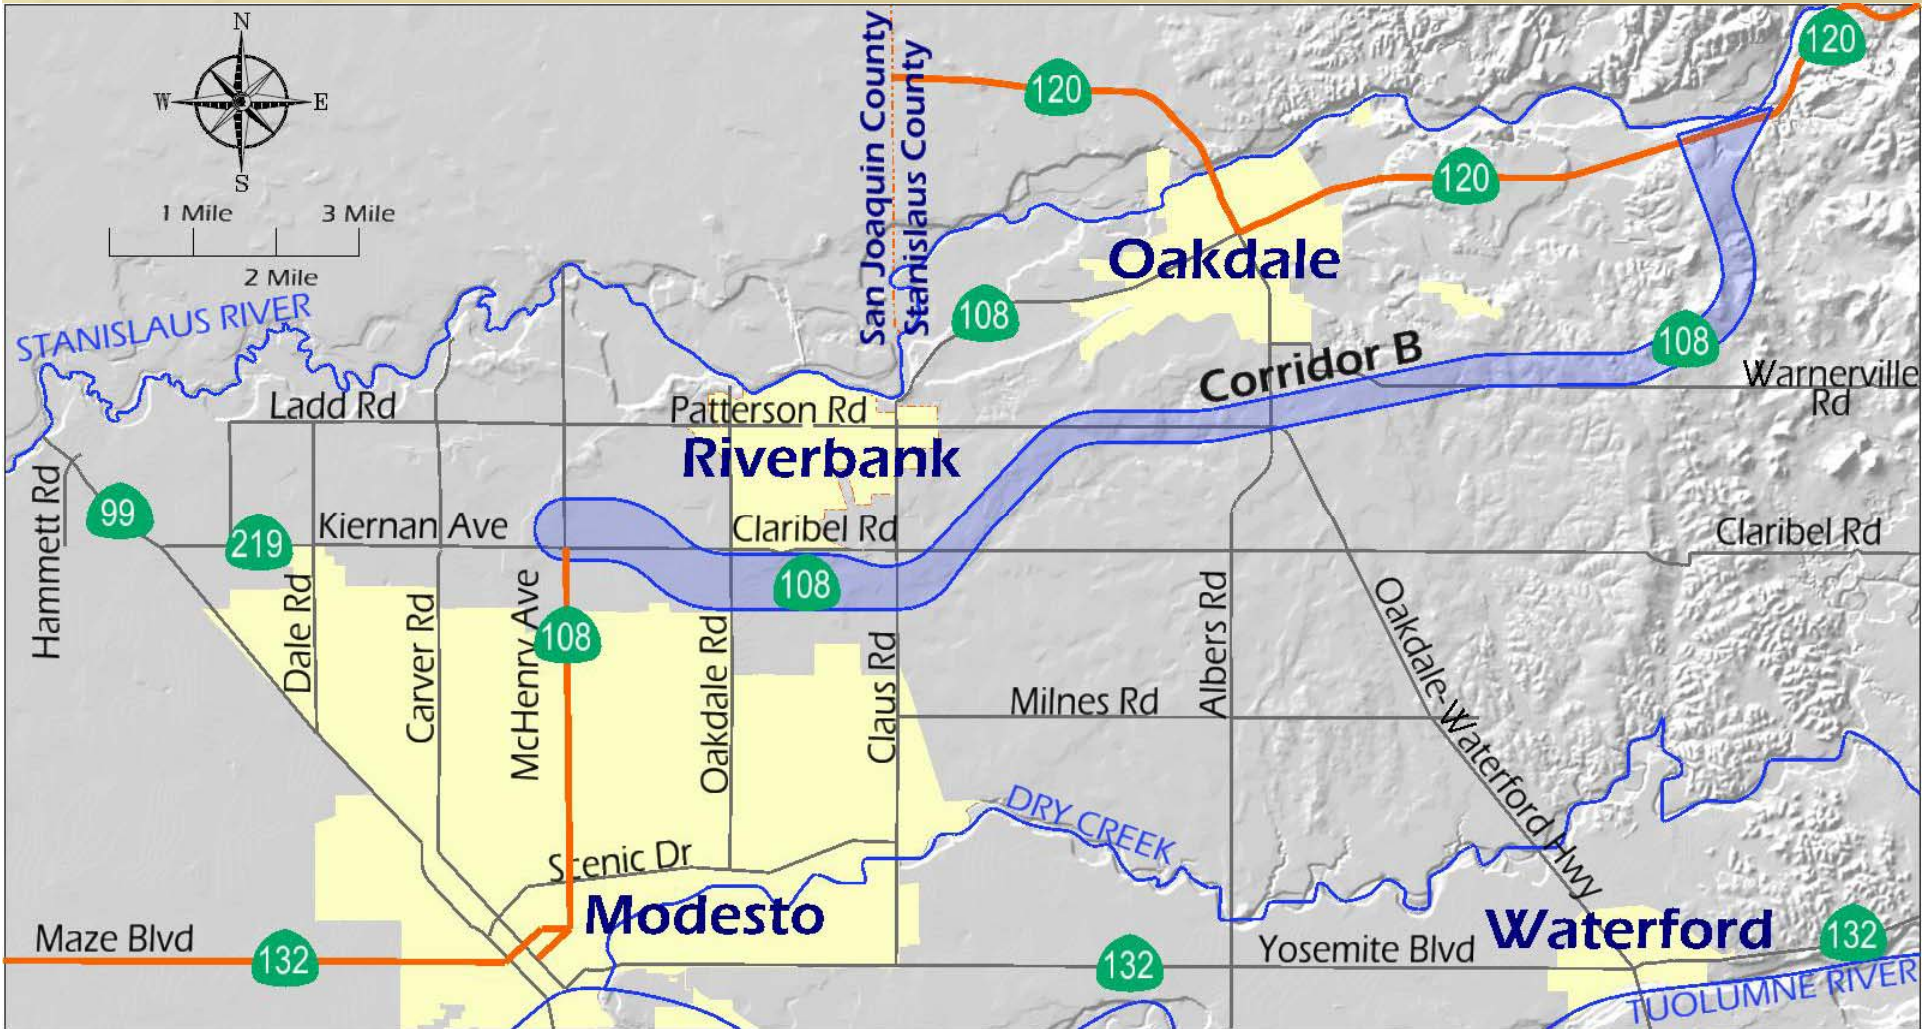 N
W
E
S
1 Mile
3 Mile
2 Mile
San Joaquin County
Stanislaus County
120
120
120
Oakdale
108
STANISLAUS RIVER
Corridor B
108
Warnerville
Rd
Ladd Rd
Patterson Rd
Riverbank
Hammett Rd
99
219
Kiernan Ave
Claribel Rd
Claribel Rd
108
Dale Rd
Carver Rd
McHenry Ave
108
Oakdale Rd
Claus Rd
Albers Rd
Oakdale-Waterford Hwy
Milnes Rd
DRY CREEK
Scenic Dr
Modesto
Maze Blvd
132
132
Yosemite Blvd
Waterford
132
TUOLUMNE RIVER